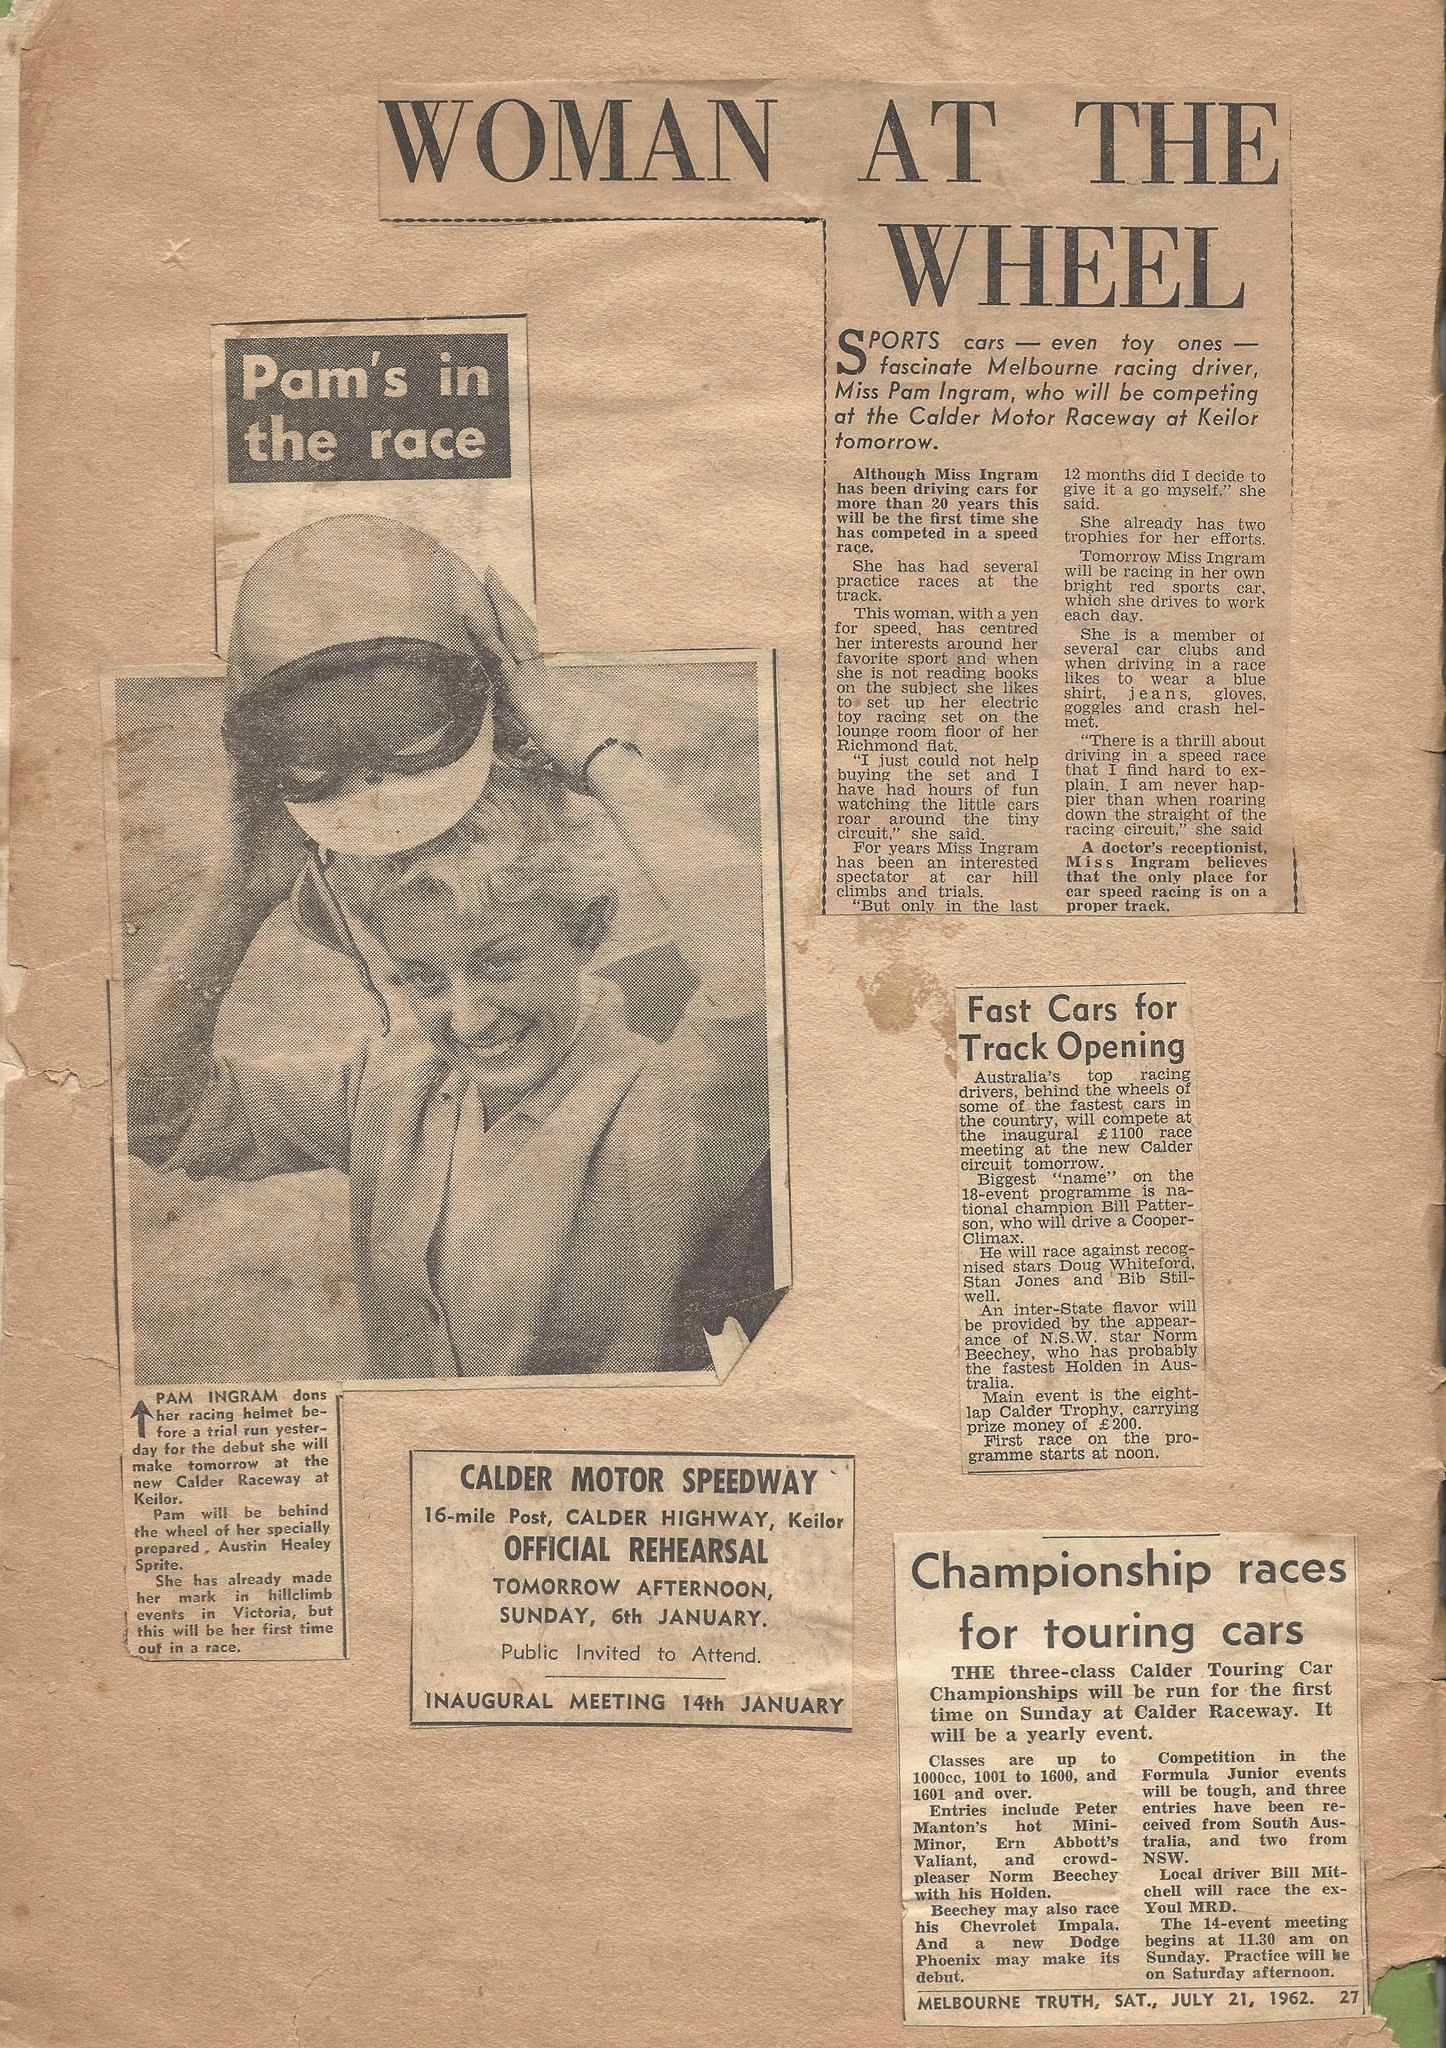 WOMAN AT THE
WHEEL
SPORTS cars — even toy ones —
fascinate Melbourne racing driver,
Miss Pam Ingram, who will be competing
at the Calder Motor Raceway at Keilor
tomorrow.
Although Miss Ingram
has been driving cars for
more than 20 years this
will be the first time she
has competed in a speed
race.
She has had several
practice races at the
track.
This woman, with a yen
for speed, has centred
her interests around her
favorite sport and when
she is not reading books
on the subject she likes
to set up her electric
toy racing set on the
lounge room floor of her
Richmond flat.
"I just could not help
buying the set and I
have had hours of fun
watching the little cars
roar around the tiny
circuit," she said.
For years Miss Ingram
has been an interested
spectator at car hill
climbs and trials.
"But only in the last
12 months did I decide to
give it a go myself," she
said.
She already has two
trophies for her efforts.
Tomorrow Miss Ingram
will be racing in her own
bright red sports car,
which she drives to work
each day.
She is a member of
several car clubs and
when driving in a race
likes to wear a blue
shirt, jeans, gloves,
goggles and crash hel-
met.
"There is a thrill about
driving in a speed race
that I find hard to ex-
plain. I am never hap-
pier than when roaring
down the straight of the
racing circuit," she said
A doctor's receptionist,
Miss Ingram believes
that the only place for
car speed racing is on a
proper track.
Pam's in
the race
PAM INGRAM dons
her racing helmet be-
fore a trial run yester-
day for the debut she will
make tomorrow at the
new Calder Raceway at
Keilor.
Pam will be behind
the wheel of her specially
prepared Austin Healey
Sprite.
She has already made
her mark in hillclimb
events in Victoria, but
this will be her first time
out in a race.
Fast Cars for
Track Opening
Australia's top racing
drivers, behind the wheels of
some of the fastest cars in
the country, will compete at
the inaugural £1100 race
meeting at the new Calder
circuit tomorrow.
Biggest "name" on the
18-event programme is na-
tional champion Bill Patter-
son, who will drive a Cooper-
Climax.
He will race against recog-
nised stars Doug Whiteford,
Stan Jones and Bib Stil-
well.
An inter-State flavor will
be provided by the appear-
ance of N.S.W. star Norm
Beechey, who has probably
the fastest Holden in Aus-
tralia.
Main event is the eight-
lap Calder Trophy, carrying
prize money of £200.
First race on the pro-
gramme starts at noon.
CALDER MOTOR SPEEDWAY
16-mile Post, CALDER HIGHWAY, Keilor
OFFICIAL REHEARSAL
TOMORROW AFTERNOON,
SUNDAY, 6th JANUARY.
Public Invited to Attend.
INAUGURAL MEETING 14th JANUARY
Championship races
for touring cars
THE three-class Calder Touring Car
Championships will be run for the first
time on Sunday at Calder Raceway. It
will be a yearly event.
Classes are up to
1000cc, 1001 to 1600, and
1601 and over.
Entries include Peter
Manton's hot Mini-
Minor, Ern Abbott's
Valiant, and crowd-
pleaser Norm Beechey
with his Holden.
Beechey may also race
his Chevrolet Impala.
And a new Dodge
Phoenix may make its
debut.
Competition in the
Formula Junior events
will be tough, and three
entries have been re-
ceived from South Aus-
tralia, and two from
NSW.
Local driver Bill Mit-
chell will race the ex-
Youl MRD.
The 14-event meeting
begins at 11.30 am on
Sunday. Practice will be
on Saturday afternoon.
MELBOURNE TRUTH, SAT., JULY 21, 1962. 27